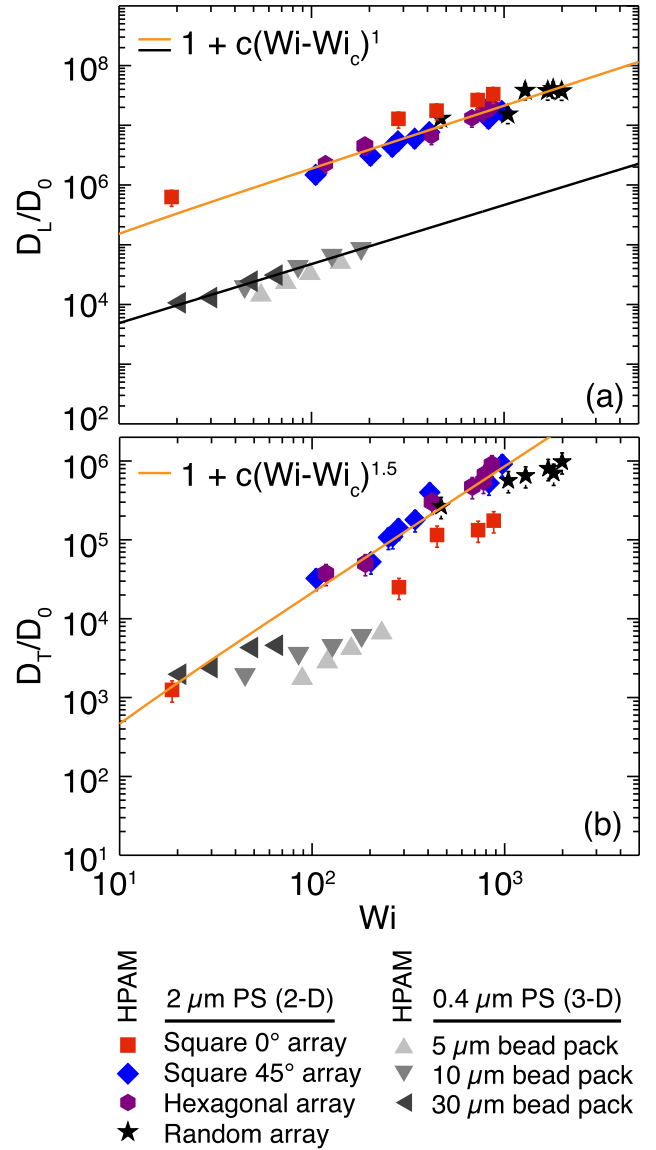 1 + c(Wi-Wi_c)^1
10^8
10^6
10^4
10^2
D_L/D_0
(a)
1 + c(Wi-Wi_c)^1.5
10^6
10^5
10^4
10^3
10^2
10^1
D_T/D_0
(b)
10^1 10^2 10^3
Wi
HPAM 2 µm PS (2-D) HPAM 0.4 µm PS (3-D)
Square 0° array 5 µm bead pack
Square 45° array 10 µm bead pack
Hexagonal array 30 µm bead pack
Random array